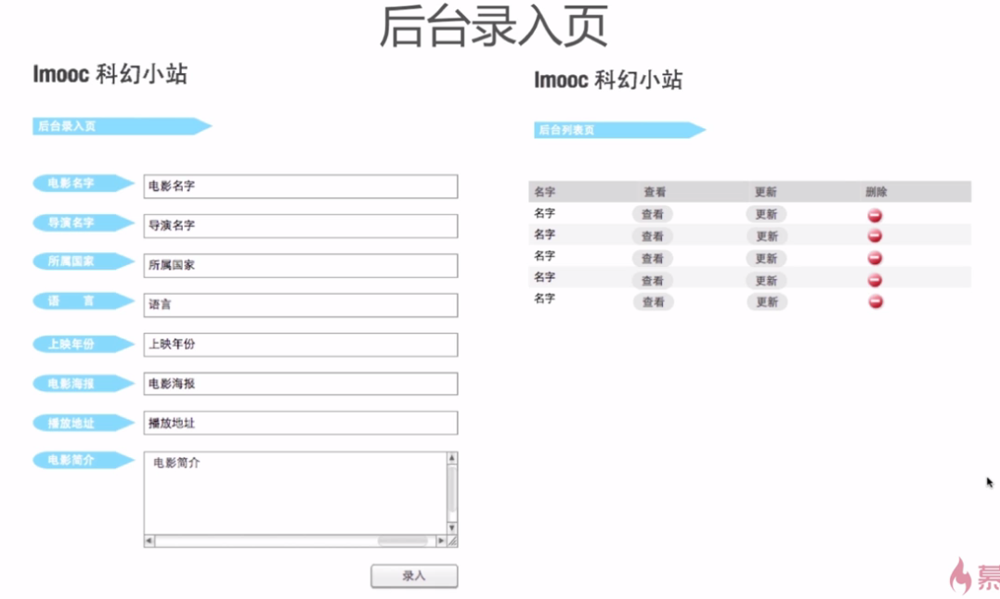 后台录入页
Imooc 科幻小站
后台录入页
电影名字 电影名字
导演名字 导演名字
所属国家 所属国家
语 言 语言
上映年份 上映年份
电影海报 电影海报
播放地址 播放地址
电影简介 电影简介
录入
Imooc 科幻小站
后台列表页
名字 查看 更新 删除
名字 查看 更新
名字 查看 更新
名字 查看 更新
名字 查看 更新
名字 查看 更新
慕